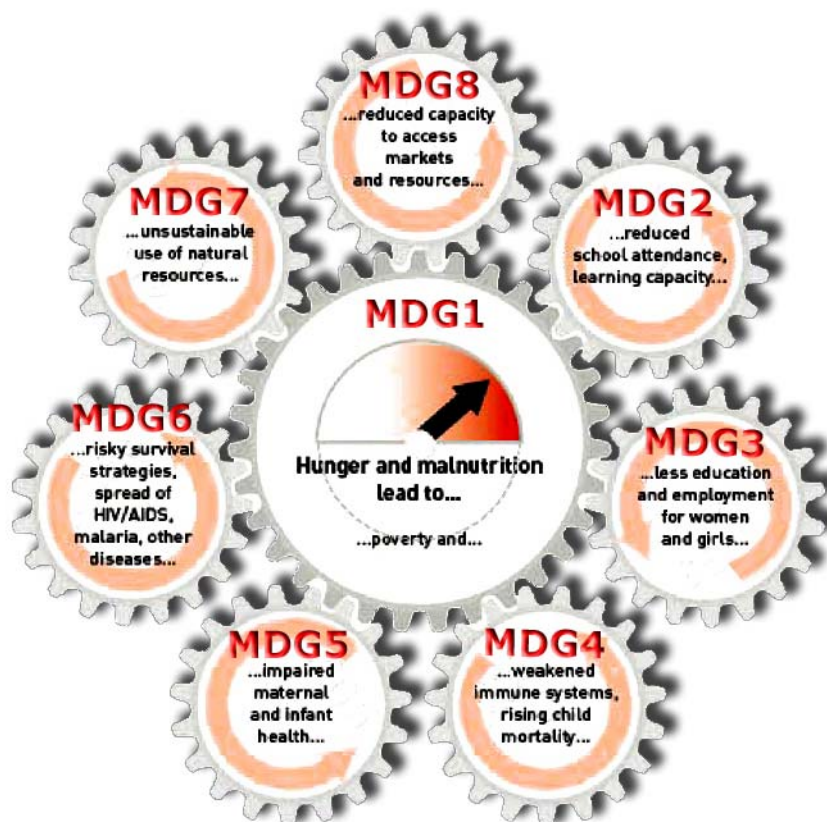 MDG8
...reduced capacity
to access
markets
and resources...
MDG7
...unsustainable
use of natural
resources...
MDG2
...reduced
school attendance,
learning capacity...
MDG1
Hunger and malnutrition
lead to...
...poverty and...
MDG6
...risky survival
strategies,
spread of
HIV/AIDS,
malaria, other
diseases...
MDG3
...less education
and employment
for women
and girls...
MDG5
...impaired
maternal
and infant
health...
MDG4
...weakened
immune systems,
rising child
mortality...